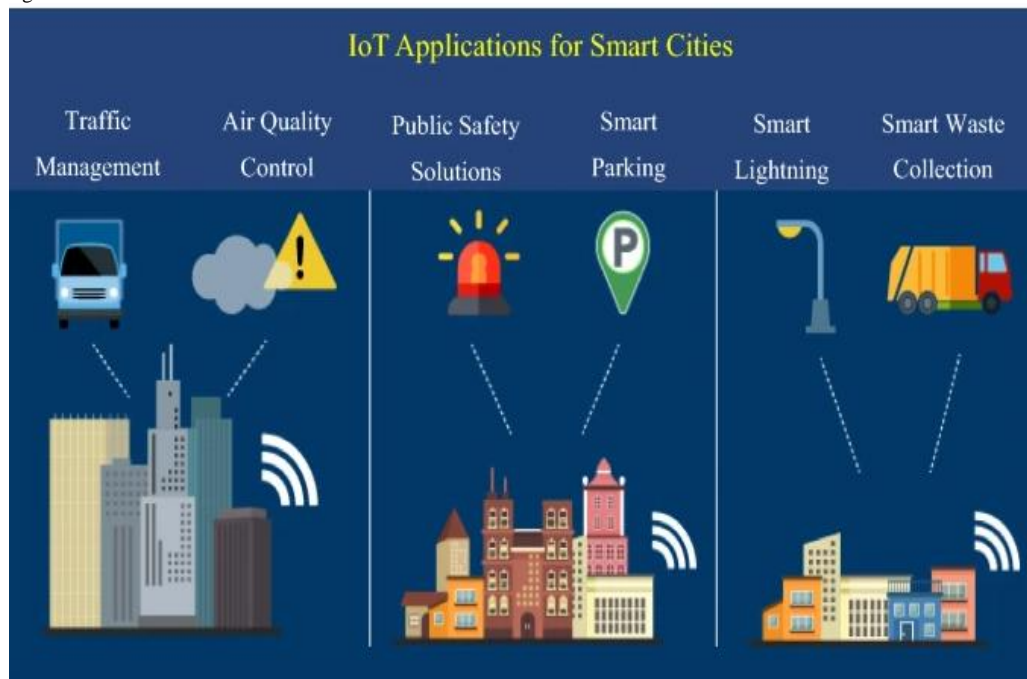 IoT Applications for Smart Cities
Traffic
Management
Air Quality
Control
Public Safety
Solutions
Smart
Parking
Smart
Lightning
Smart Waste
Collection
!
P